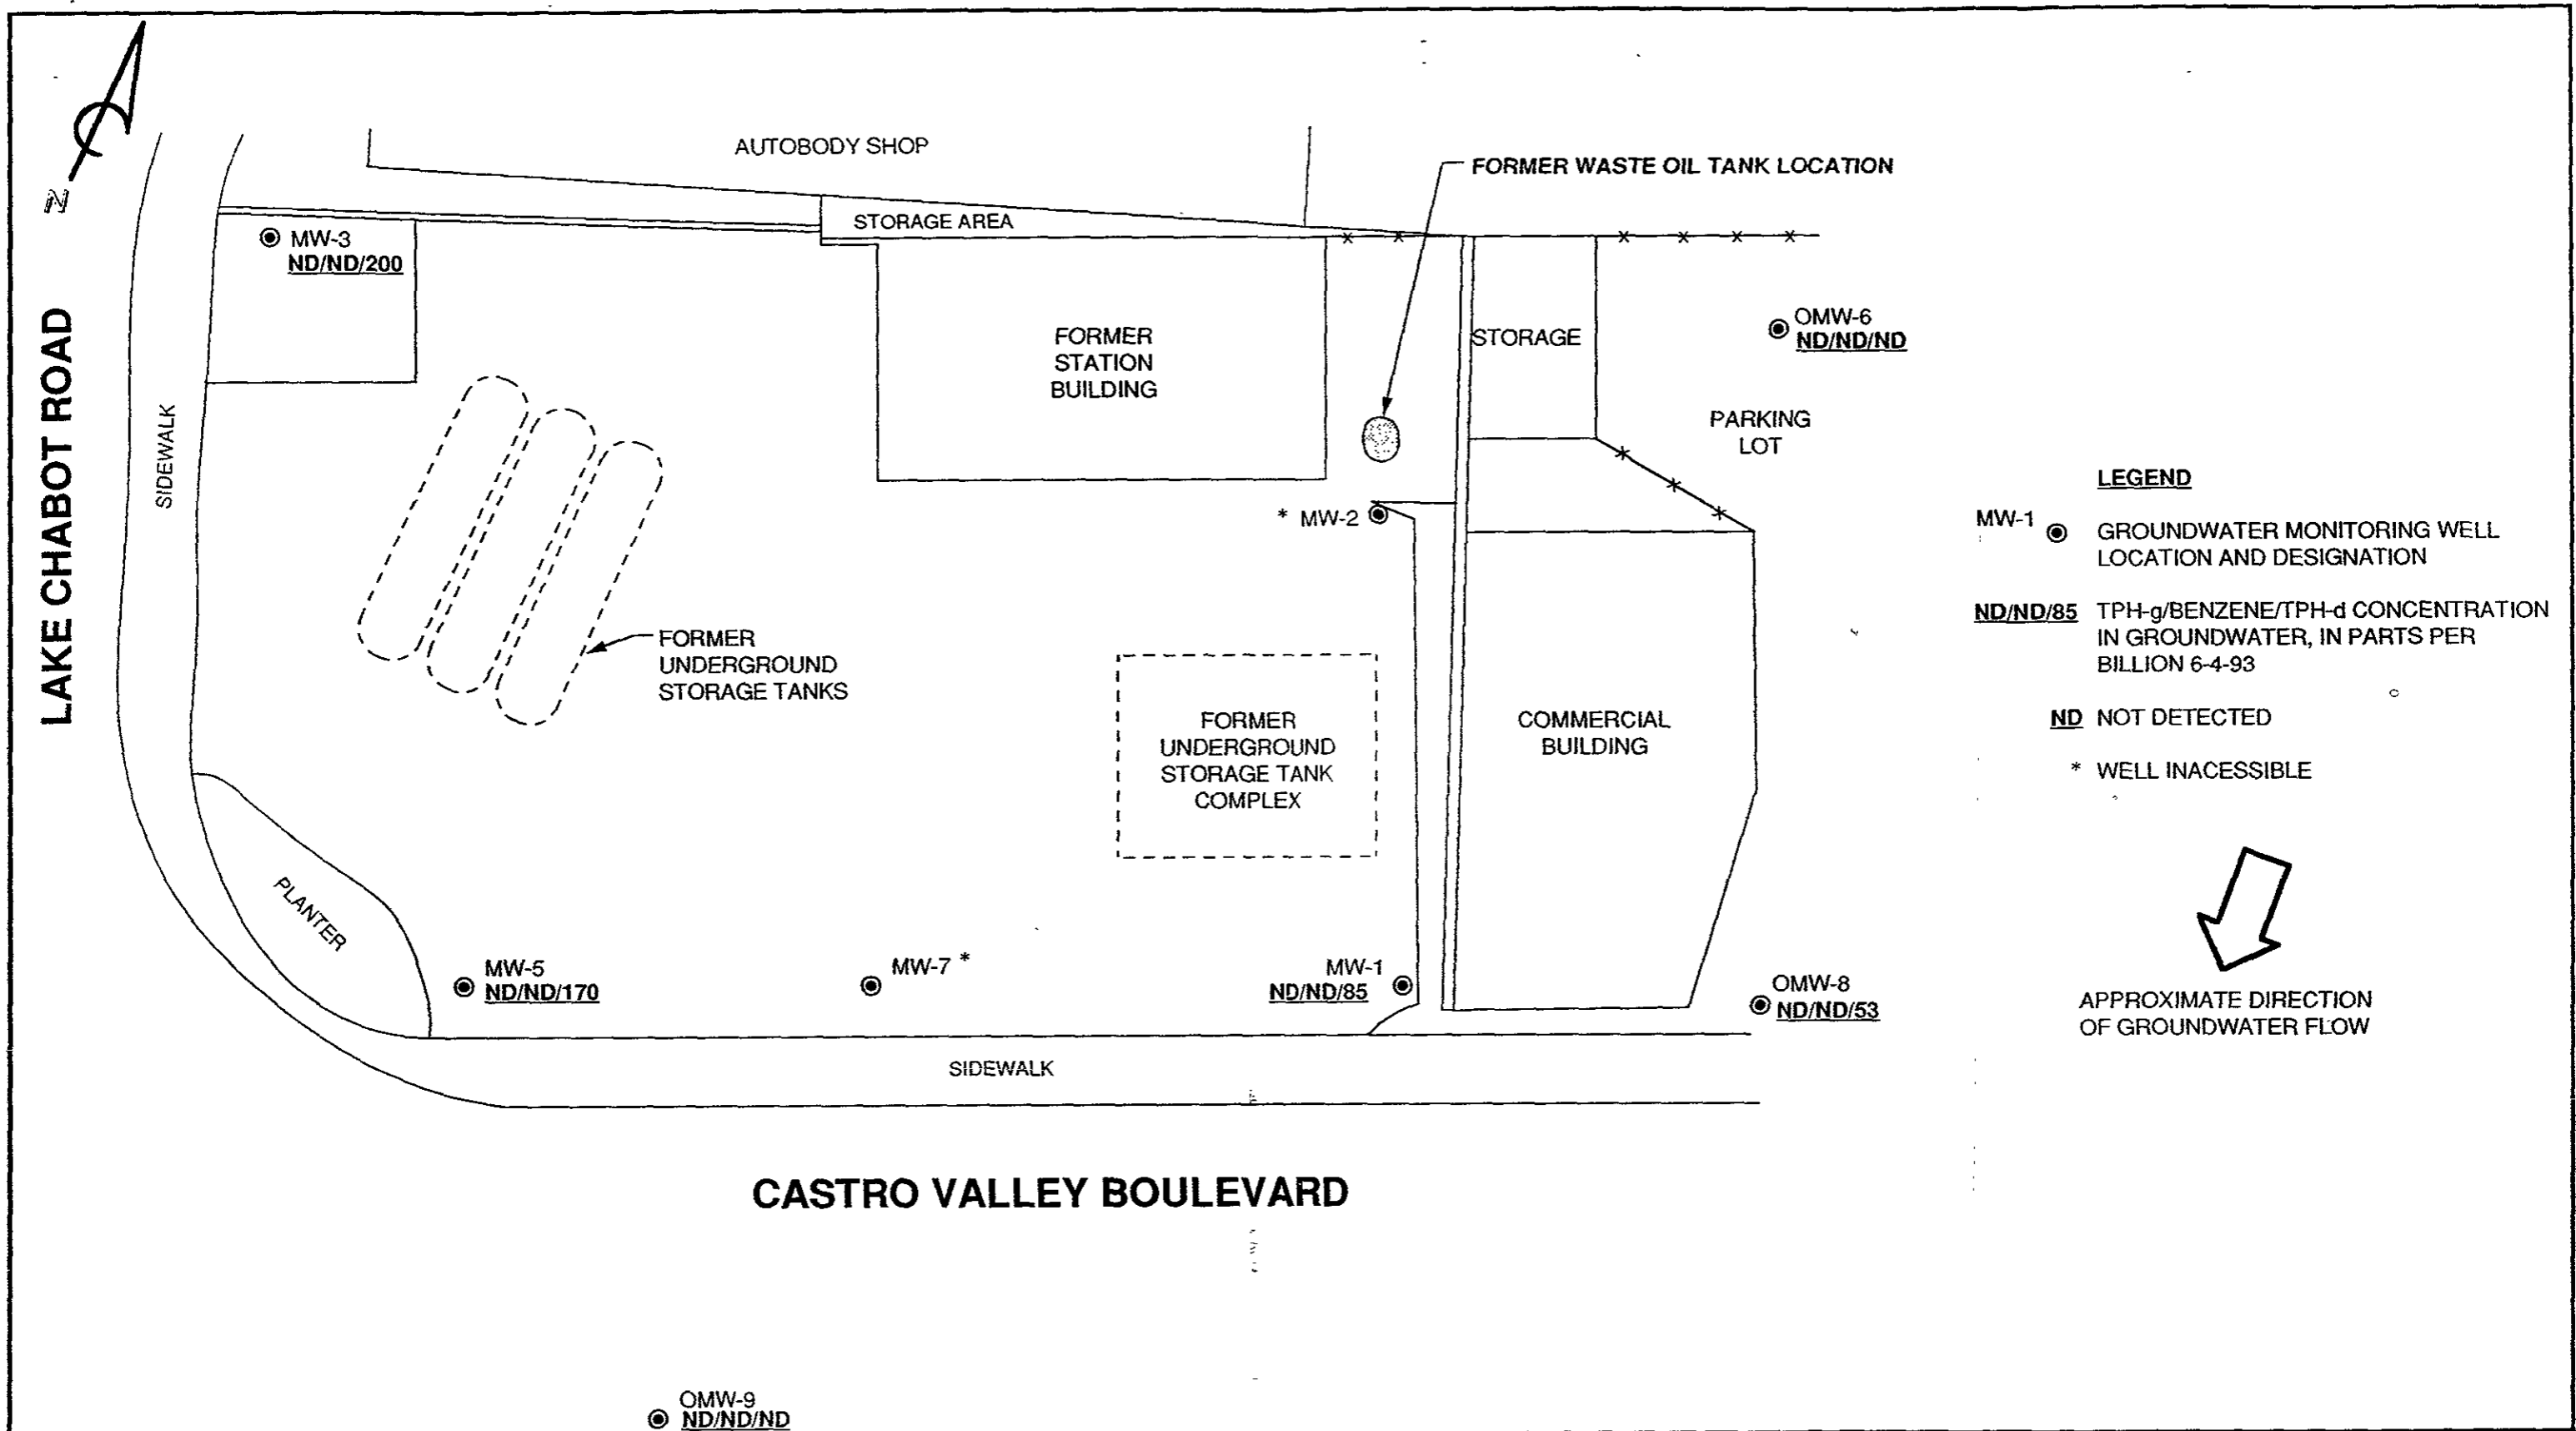 N
AUTOBODY SHOP
FORMER WASTE OIL TANK LOCATION
STORAGE AREA
MW-3
ND/ND/200
LAKE CHABOT ROAD
SIDEWALK
FORMER
STATION
BUILDING
STORAGE
OMW-6
ND/ND/ND
PARKING
LOT
* MW-2
FORMER
UNDERGROUND
STORAGE TANKS
FORMER
UNDERGROUND
STORAGE TANK
COMPLEX
COMMERCIAL
BUILDING
PLANTER
MW-5
ND/ND/170
MW-7 *
MW-1
ND/ND/85
OMW-8
ND/ND/53
SIDEWALK
CASTRO VALLEY BOULEVARD
OMW-9
ND/ND/ND
LEGEND
MW-1 GROUNDWATER MONITORING WELL
LOCATION AND DESIGNATION
ND/ND/85 TPH-g/BENZENE/TPH-d CONCENTRATION
IN GROUNDWATER, IN PARTS PER
BILLION 6-4-93
ND NOT DETECTED
* WELL INACESSIBLE
APPROXIMATE DIRECTION
OF GROUNDWATER FLOW